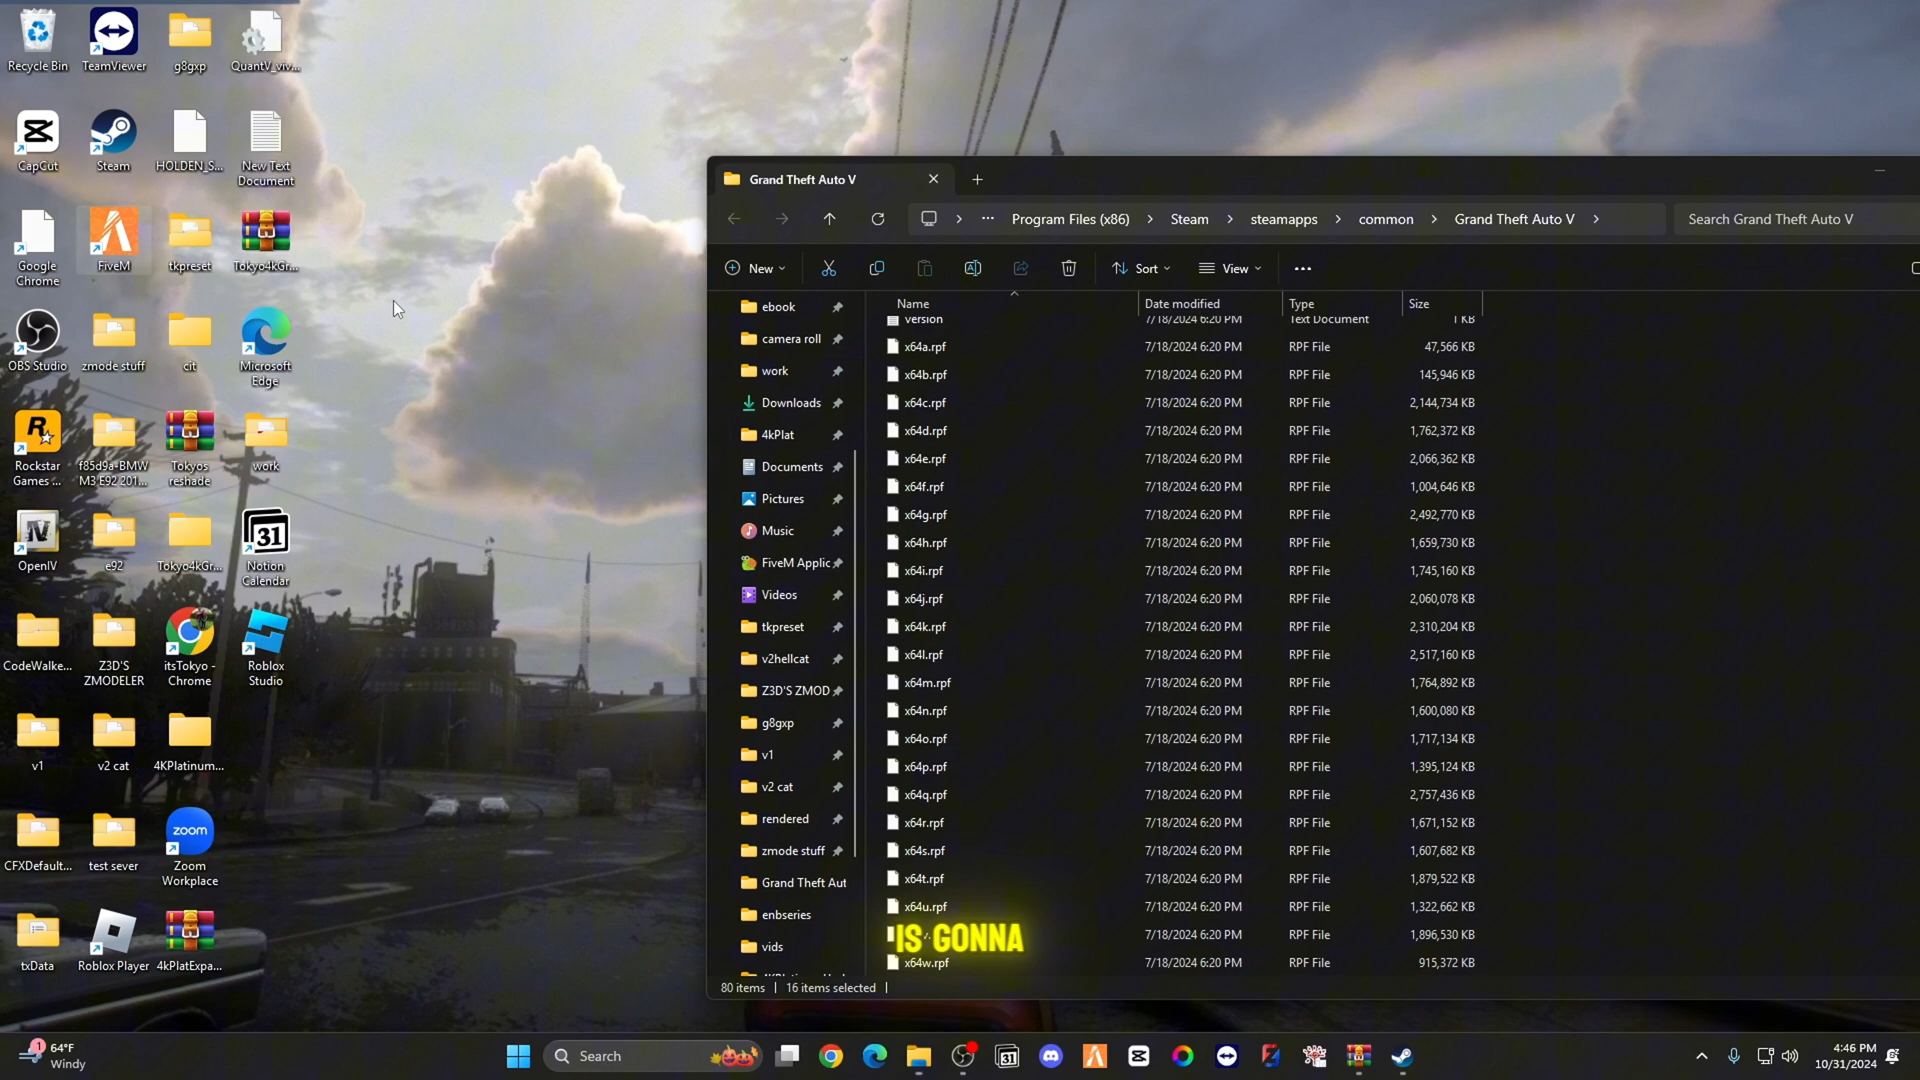 Recycle Bin
TeamViewer
g8gxp
QuantV_viv...
CapCut
Steam
HOLDEN_S...
New Text
Document
Google
Chrome
FiveM
tkpreset
Tokyo4kGr...
OBS Studio
zmode stuff
cit
Microsoft
Edge
Rockstar
Games ...
f85d9a-BMW
M3 E92 201...
Tokyos
reshade
work
OpenIV
e92
Tokyo4kGr...
31
Notion
Calendar
CodeWalke...
Z3D'S
ZMODELER
itsTokyo -
Chrome
Roblox
Studio
v1
v2 cat
4KPlatinum...
CFXDefault...
test sever
zoom
Zoom
Workplace
txData
Roblox Player
4kPlatExpa...
Grand Theft Auto V
··· Program Files (x86) > Steam > steamapps > common > Grand Theft Auto V >
Search Grand Theft Auto V
New
Sort
View
ebook
camera roll
work
Downloads
4kPlat
Documents
Pictures
Music
FiveM Applic
Videos
tkpreset
v2hellcat
Z3D'S ZMOD
g8gxp
v1
v2 cat
rendered
zmode stuff
Grand Theft Aut
enbseries
vids
Name Date modified Type Size
version 7/18/2024 6:20 PM Text Document 1 KB
x64a.rpf 7/18/2024 6:20 PM RPF File 47,566 KB
x64b.rpf 7/18/2024 6:20 PM RPF File 145,946 KB
x64c.rpf 7/18/2024 6:20 PM RPF File 2,144,734 KB
x64d.rpf 7/18/2024 6:20 PM RPF File 1,762,372 KB
x64e.rpf 7/18/2024 6:20 PM RPF File 2,066,362 KB
x64f.rpf 7/18/2024 6:20 PM RPF File 1,004,646 KB
x64g.rpf 7/18/2024 6:20 PM RPF File 2,492,770 KB
x64h.rpf 7/18/2024 6:20 PM RPF File 1,659,730 KB
x64i.rpf 7/18/2024 6:20 PM RPF File 1,745,160 KB
x64j.rpf 7/18/2024 6:20 PM RPF File 2,060,078 KB
x64k.rpf 7/18/2024 6:20 PM RPF File 2,310,204 KB
x64l.rpf 7/18/2024 6:20 PM RPF File 2,517,160 KB
x64m.rpf 7/18/2024 6:20 PM RPF File 1,764,892 KB
x64n.rpf 7/18/2024 6:20 PM RPF File 1,600,080 KB
x64o.rpf 7/18/2024 6:20 PM RPF File 1,717,134 KB
x64p.rpf 7/18/2024 6:20 PM RPF File 1,395,124 KB
x64q.rpf 7/18/2024 6:20 PM RPF File 2,757,436 KB
x64r.rpf 7/18/2024 6:20 PM RPF File 1,671,152 KB
x64s.rpf 7/18/2024 6:20 PM RPF File 1,607,682 KB
x64t.rpf 7/18/2024 6:20 PM RPF File 1,879,522 KB
x64u.rpf 7/18/2024 6:20 PM RPF File 1,322,662 KB
IS GONNA
7/18/2024 6:20 PM RPF File 1,896,530 KB
x64w.rpf 7/18/2024 6:20 PM RPF File 915,372 KB
80 items | 16 items selected |
1
64°F
Windy
Search
31
4:46 PM
10/31/2024